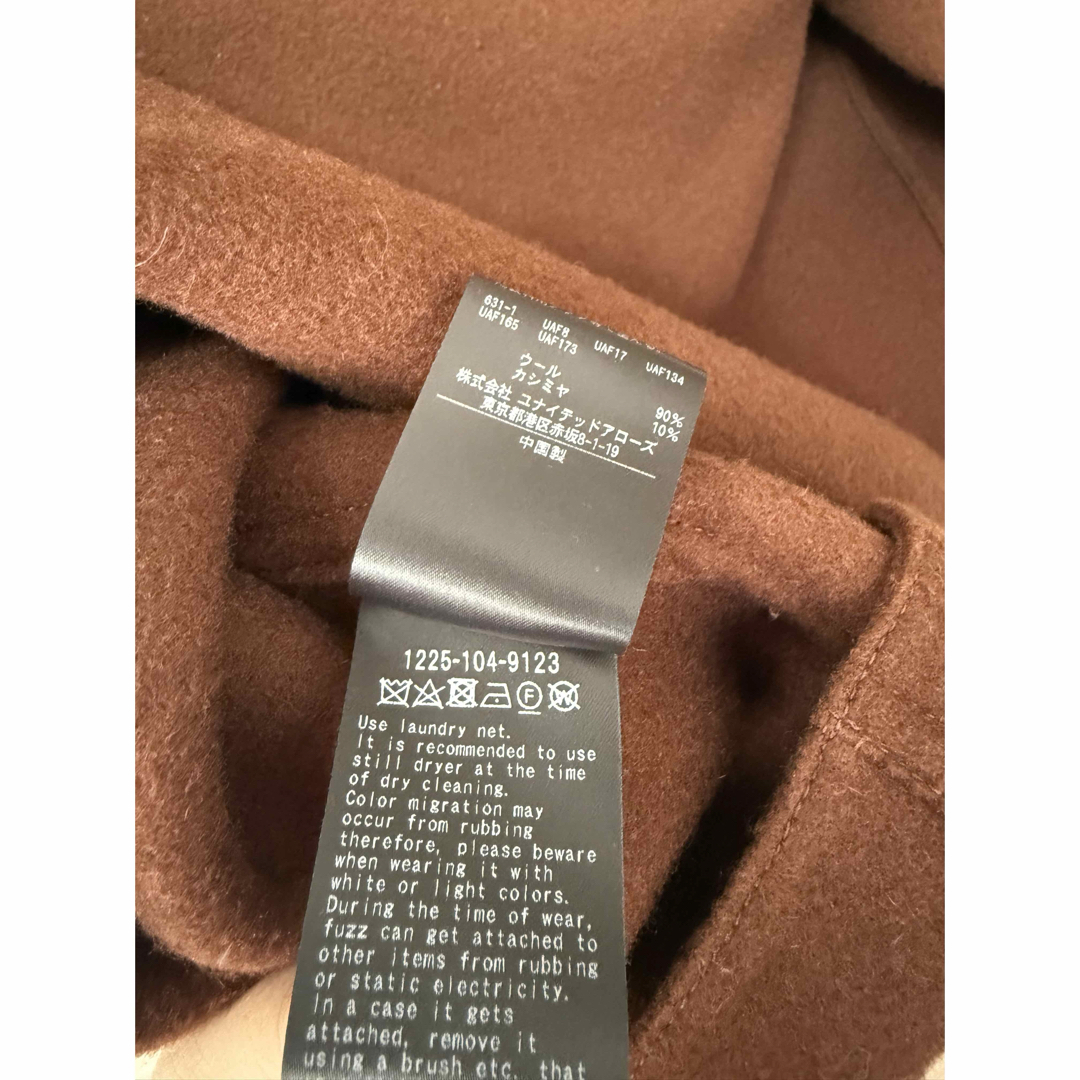 631-1 UAF8 UAF17 UAF134
UAF165 UAF173
ウール 90%
カシミヤ 10%
株式会社 ユナイテッドアローズ
東京都港区赤坂8-1-19
中国製
1225-104-9123
F W
Use laundry net.
It is recommended to use
still dryer at the time
of dry cleaning.
Color migration may
occur from rubbing
therefore, please beware
when wearing it with
white or light colors.
During the time of wear,
fuzz can get attached to
other items from rubbing
or static electricity.
In a case it gets
attached, remove it
using a brush etc. that